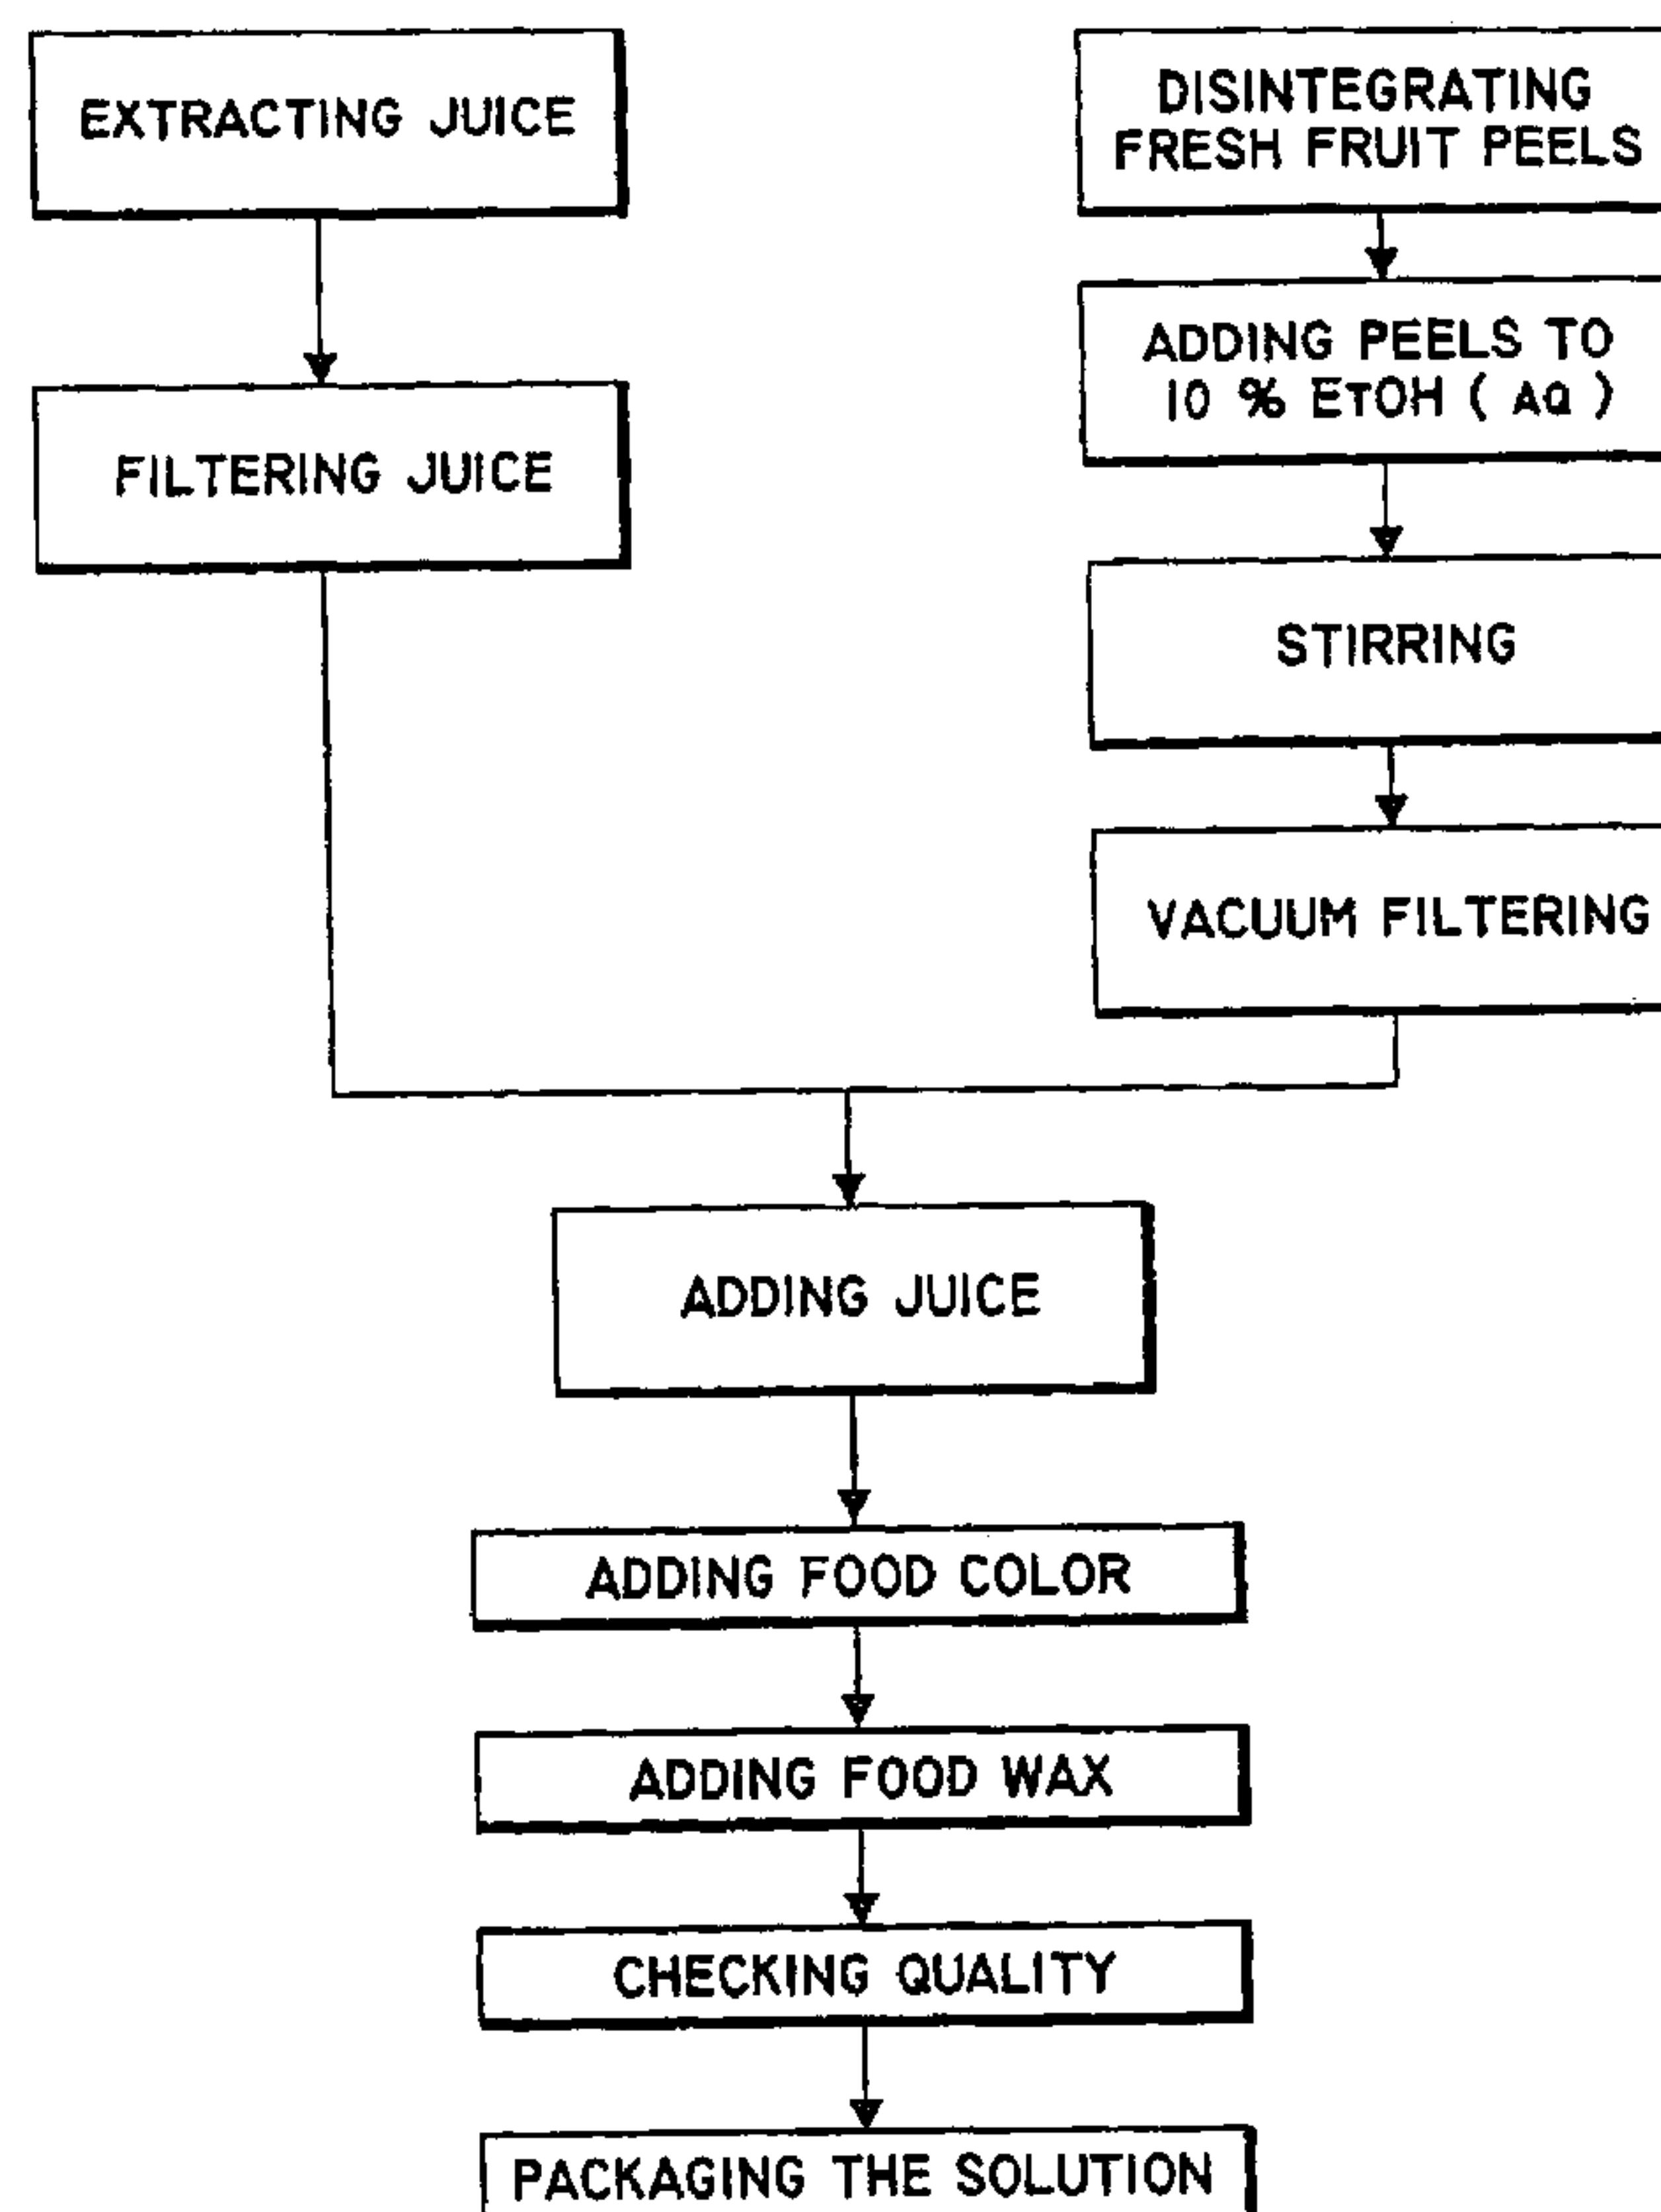 EXTRACTING JUICE
FILTERING JUICE
DISINTEGRATING
FRESH FRUIT PEELS
ADDING PEELS TO
10 % ETOH ( AQ )
STIRRING
VACUUM FILTERING
ADDING JUICE
ADDING FOOD COLOR
ADDING FOOD WAX
CHECKING QUALITY
PACKAGING THE SOLUTION